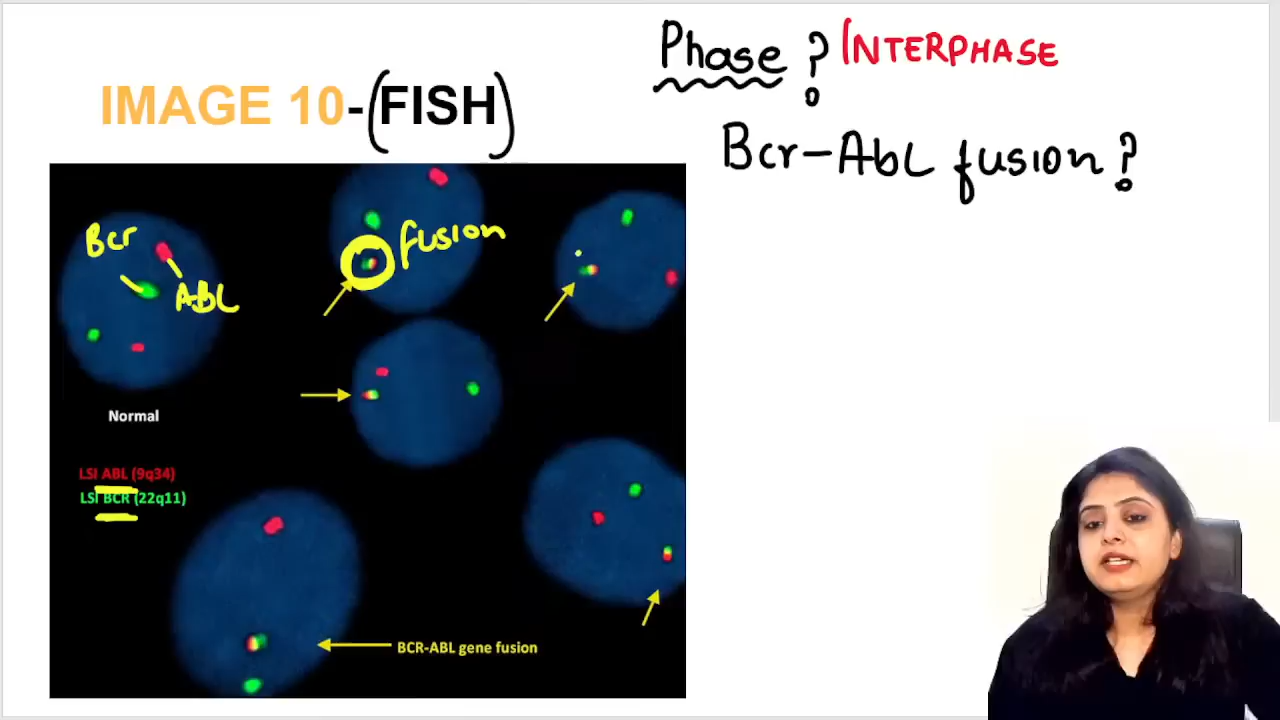 Phase ? INTERPHASE
IMAGE 10-(FISH)
Bcr-AbL fusion ?
Bcr
ABL
fusion
Normal
LSI ABL (9q34)
LSI BCR (22q11)
BCR-ABL gene fusion